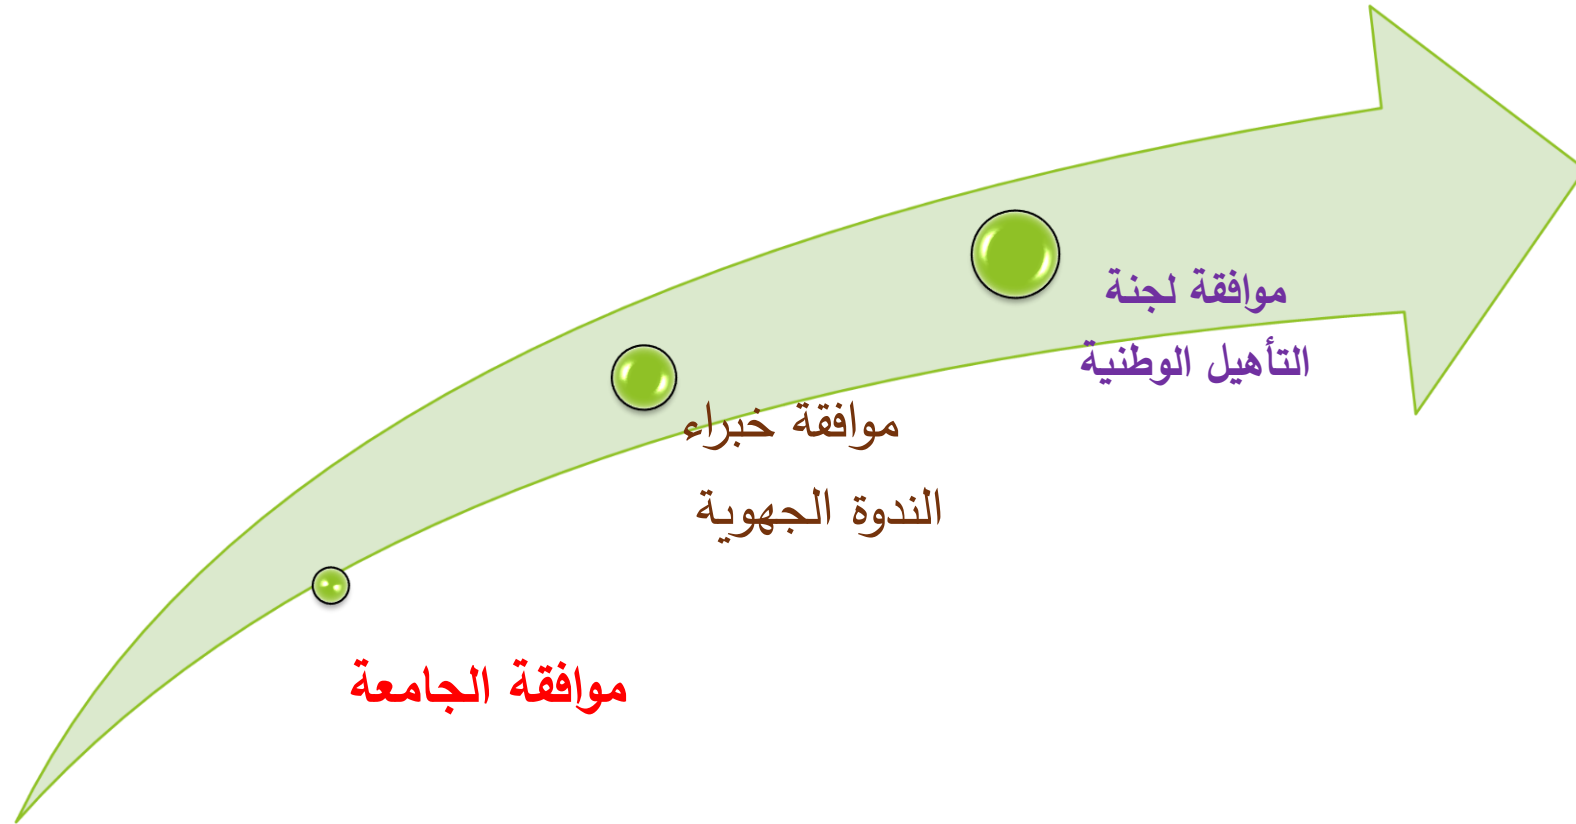 موافقة لجنة
التأهيل الوطنية
موافقة خبراء
الندوة الجهوية
موافقة الجامعة